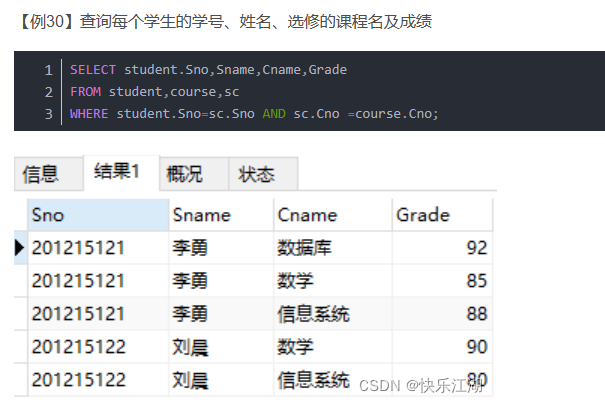 【例30】查询每个学生的学号、姓名、选修的课程名及成绩
1 SELECT student.Sno,Sname,Cname,Grade
2 FROM student,course,sc
3 WHERE student.Sno=sc.Sno AND sc.Cno =course.Cno;
信息 结果1 概况 状态
Sno Sname Cname Grade
201215121 李勇 数据库 92
201215121 李勇 数学 85
201215121 李勇 信息系统 88
201215122 刘晨 数学 90
201215122 刘晨 信息系统 80
CSDN @快乐江湖